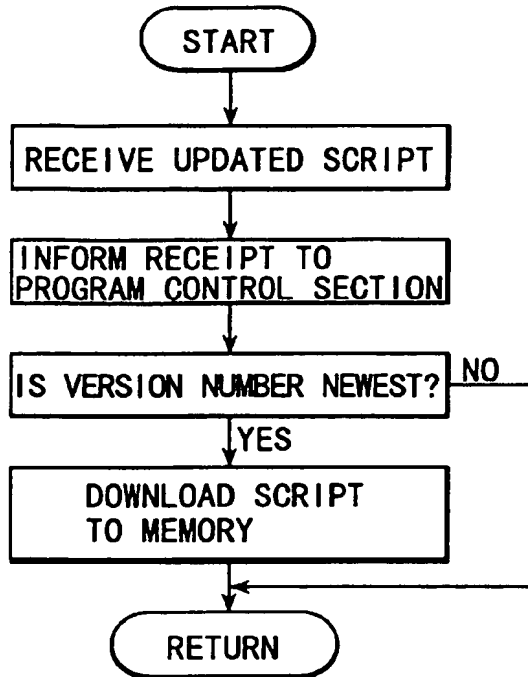 START
RECEIVE UPDATED SCRIPT
INFORM RECEIPT TO
PROGRAM CONTROL SECTION
IS VERSION NUMBER NEWEST?
NO
YES
DOWNLOAD SCRIPT
TO MEMORY
RETURN